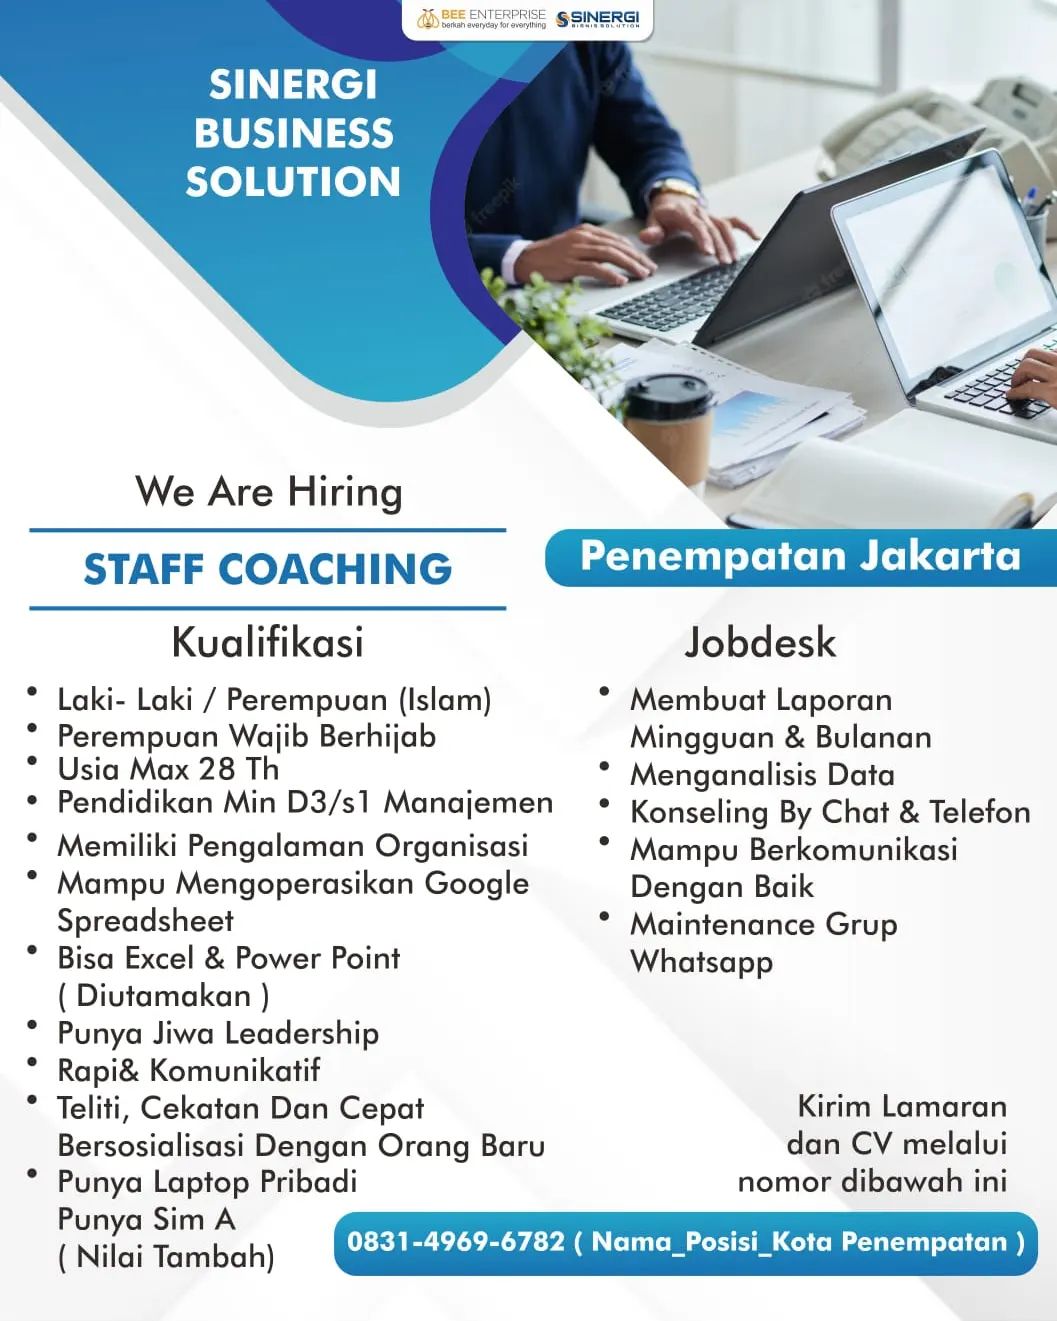 BEE ENTERPRISE
berkah everyday for everything
SINERGI
BISNIS SOLUTION
SINERGI
BUSINESS
SOLUTION
We Are Hiring
STAFF COACHING
Penempatan Jakarta
Kualifikasi
• Laki- Laki / Perempuan (Islam)
• Perempuan Wajib Berhijab
• Usia Max 28 Th
• Pendidikan Min D3/s1 Manajemen
• Memiliki Pengalaman Organisasi
• Mampu Mengoperasikan Google
Spreadsheet
• Bisa Excel & Power Point
( Diutamakan )
• Punya Jiwa Leadership
• Rapi& Komunikatif
• Teliti, Cekatan Dan Cepat
Bersosialisasi Dengan Orang Baru
• Punya Laptop Pribadi
Punya Sim A
( Nilai Tambah)
Jobdesk
• Membuat Laporan
Mingguan & Bulanan
• Menganalisis Data
• Konseling By Chat & Telefon
• Mampu Berkomunikasi
Dengan Baik
• Maintenance Grup
Whatsapp
Kirim Lamaran
dan CV melalui
nomor dibawah ini
0831-4969-6782 ( Nama_Posisi_Kota Penempatan )